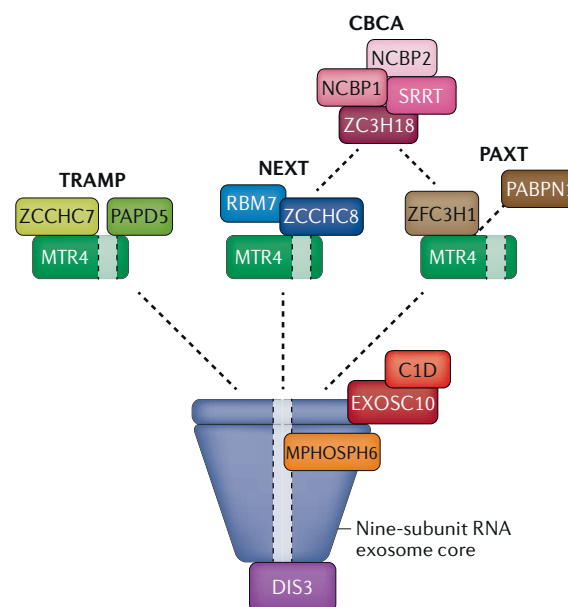 CBCA
NCBP2
NCBP1
SRRT
ZC3H18
TRAMP
NEXT
PAXT
ZCCHC7
PAPD5
RBM7
ZCCHC8
ZFC3H1
PABPN1
MTR4
MTR4
MTR4
C1D
EXOSC10
MPHOSPH6
Nine-subunit RNA
exosome core
DIS3